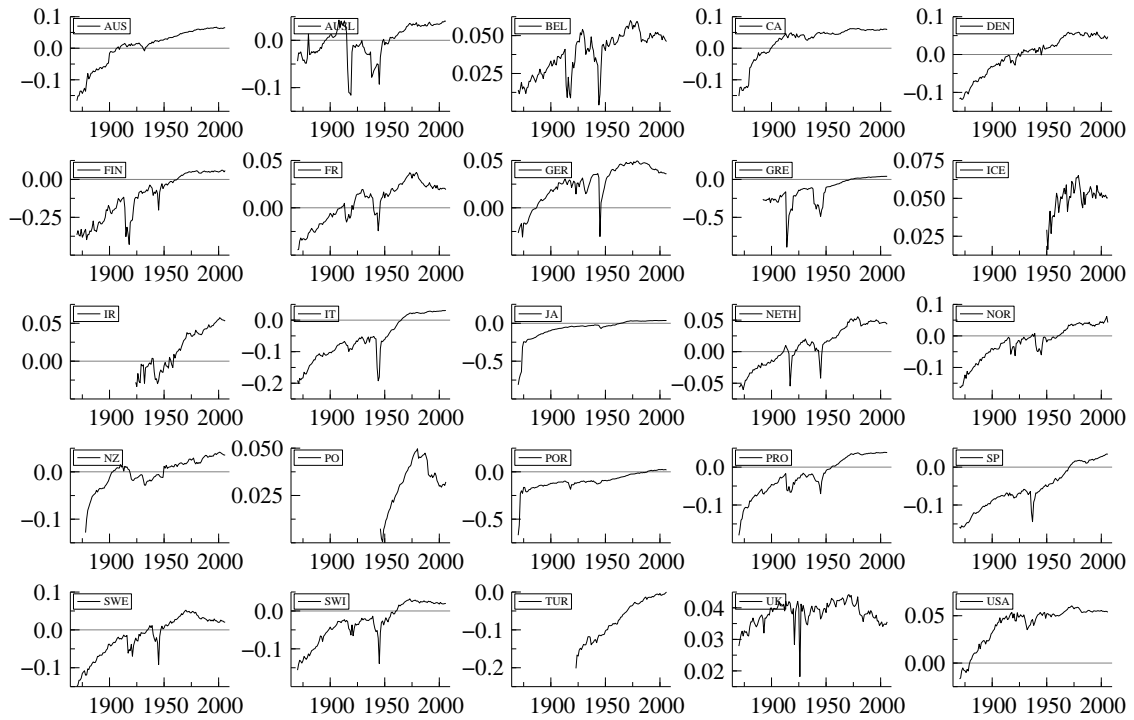 AUS
0.1
0.0
−0.1
1900 1950 2000
AUSL
0.0
−0.1
1900 1950 2000
BEL
0.050
0.025
1900 1950 2000
CA
0.1
0.0
−0.1
1900 1950 2000
DEN
0.1
0.0
−0.1
1900 1950 2000
FIN
0.00
−0.25
1900 1950 2000
FR
0.05
0.00
1900 1950 2000
GER
0.05
0.00
1900 1950 2000
GRE
0.0
−0.5
1900 1950 2000
ICE
0.075
0.050
0.025
1900 1950 2000
IR
0.05
0.00
1900 1950 2000
IT
0.0
−0.1
−0.2
1900 1950 2000
JA
0.0
−0.5
1900 1950 2000
NETH
0.05
0.00
−0.05
1900 1950 2000
NOR
0.1
0.0
−0.1
1900 1950 2000
NZ
0.0
−0.1
1900 1950 2000
PO
0.050
0.025
1900 1950 2000
POR
0.0
−0.5
1900 1950 2000
PRO
0.0
−0.1
1900 1950 2000
SP
0.0
−0.1
1900 1950 2000
SWE
0.1
0.0
−0.1
1900 1950 2000
SWI
0.0
−0.1
1900 1950 2000
TUR
0.0
−0.1
−0.2
1900 1950 2000
UK
0.04
0.03
0.02
1900 1950 2000
USA
0.05
0.00
1900 1950 2000